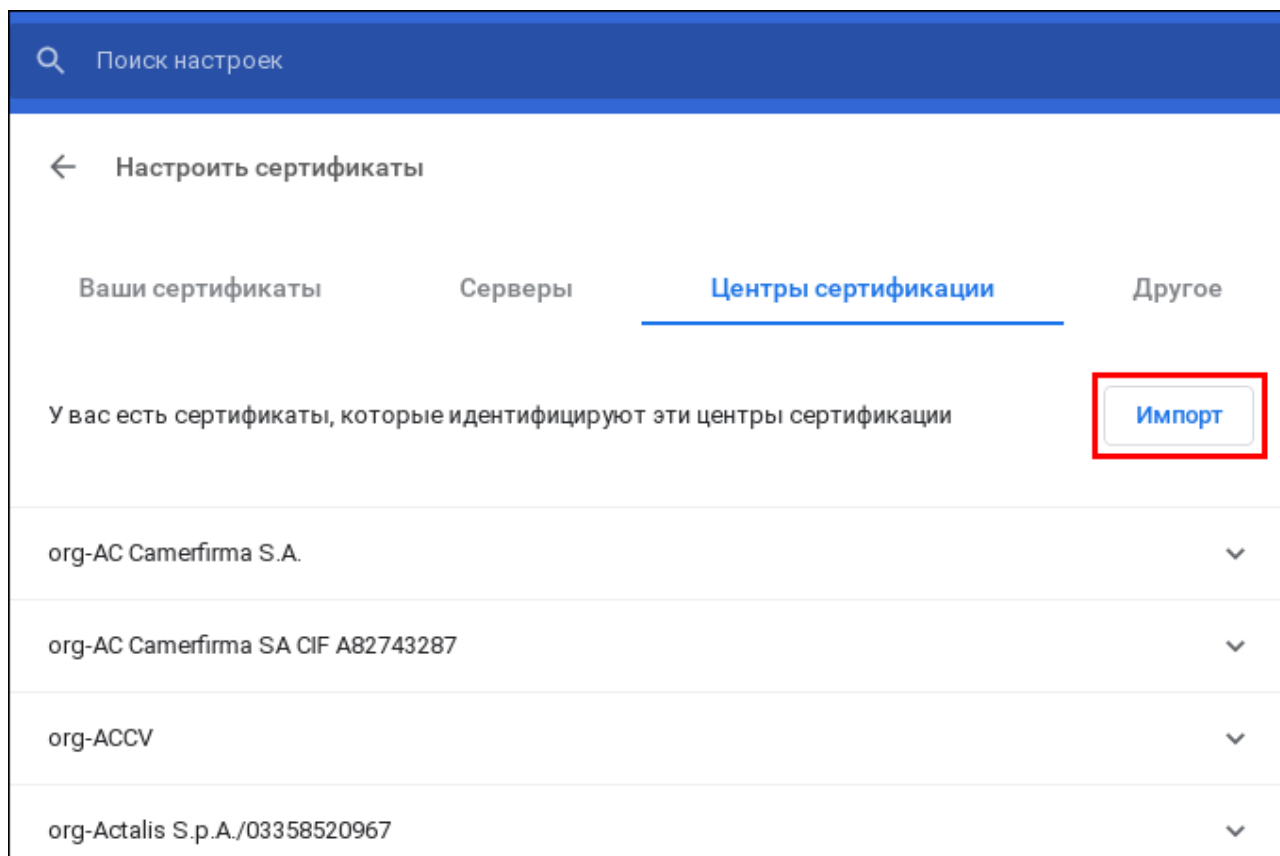 Поиск настроек
Настроить сертификаты
Ваши сертификаты Серверы Центры сертификации Другое
У вас есть сертификаты, которые идентифицируют эти центры сертификации Импорт
org-AC Camerfirma S.A.
org-AC Camerfirma SA CIF A82743287
org-ACCV
org-Actalis S.p.A./03358520967